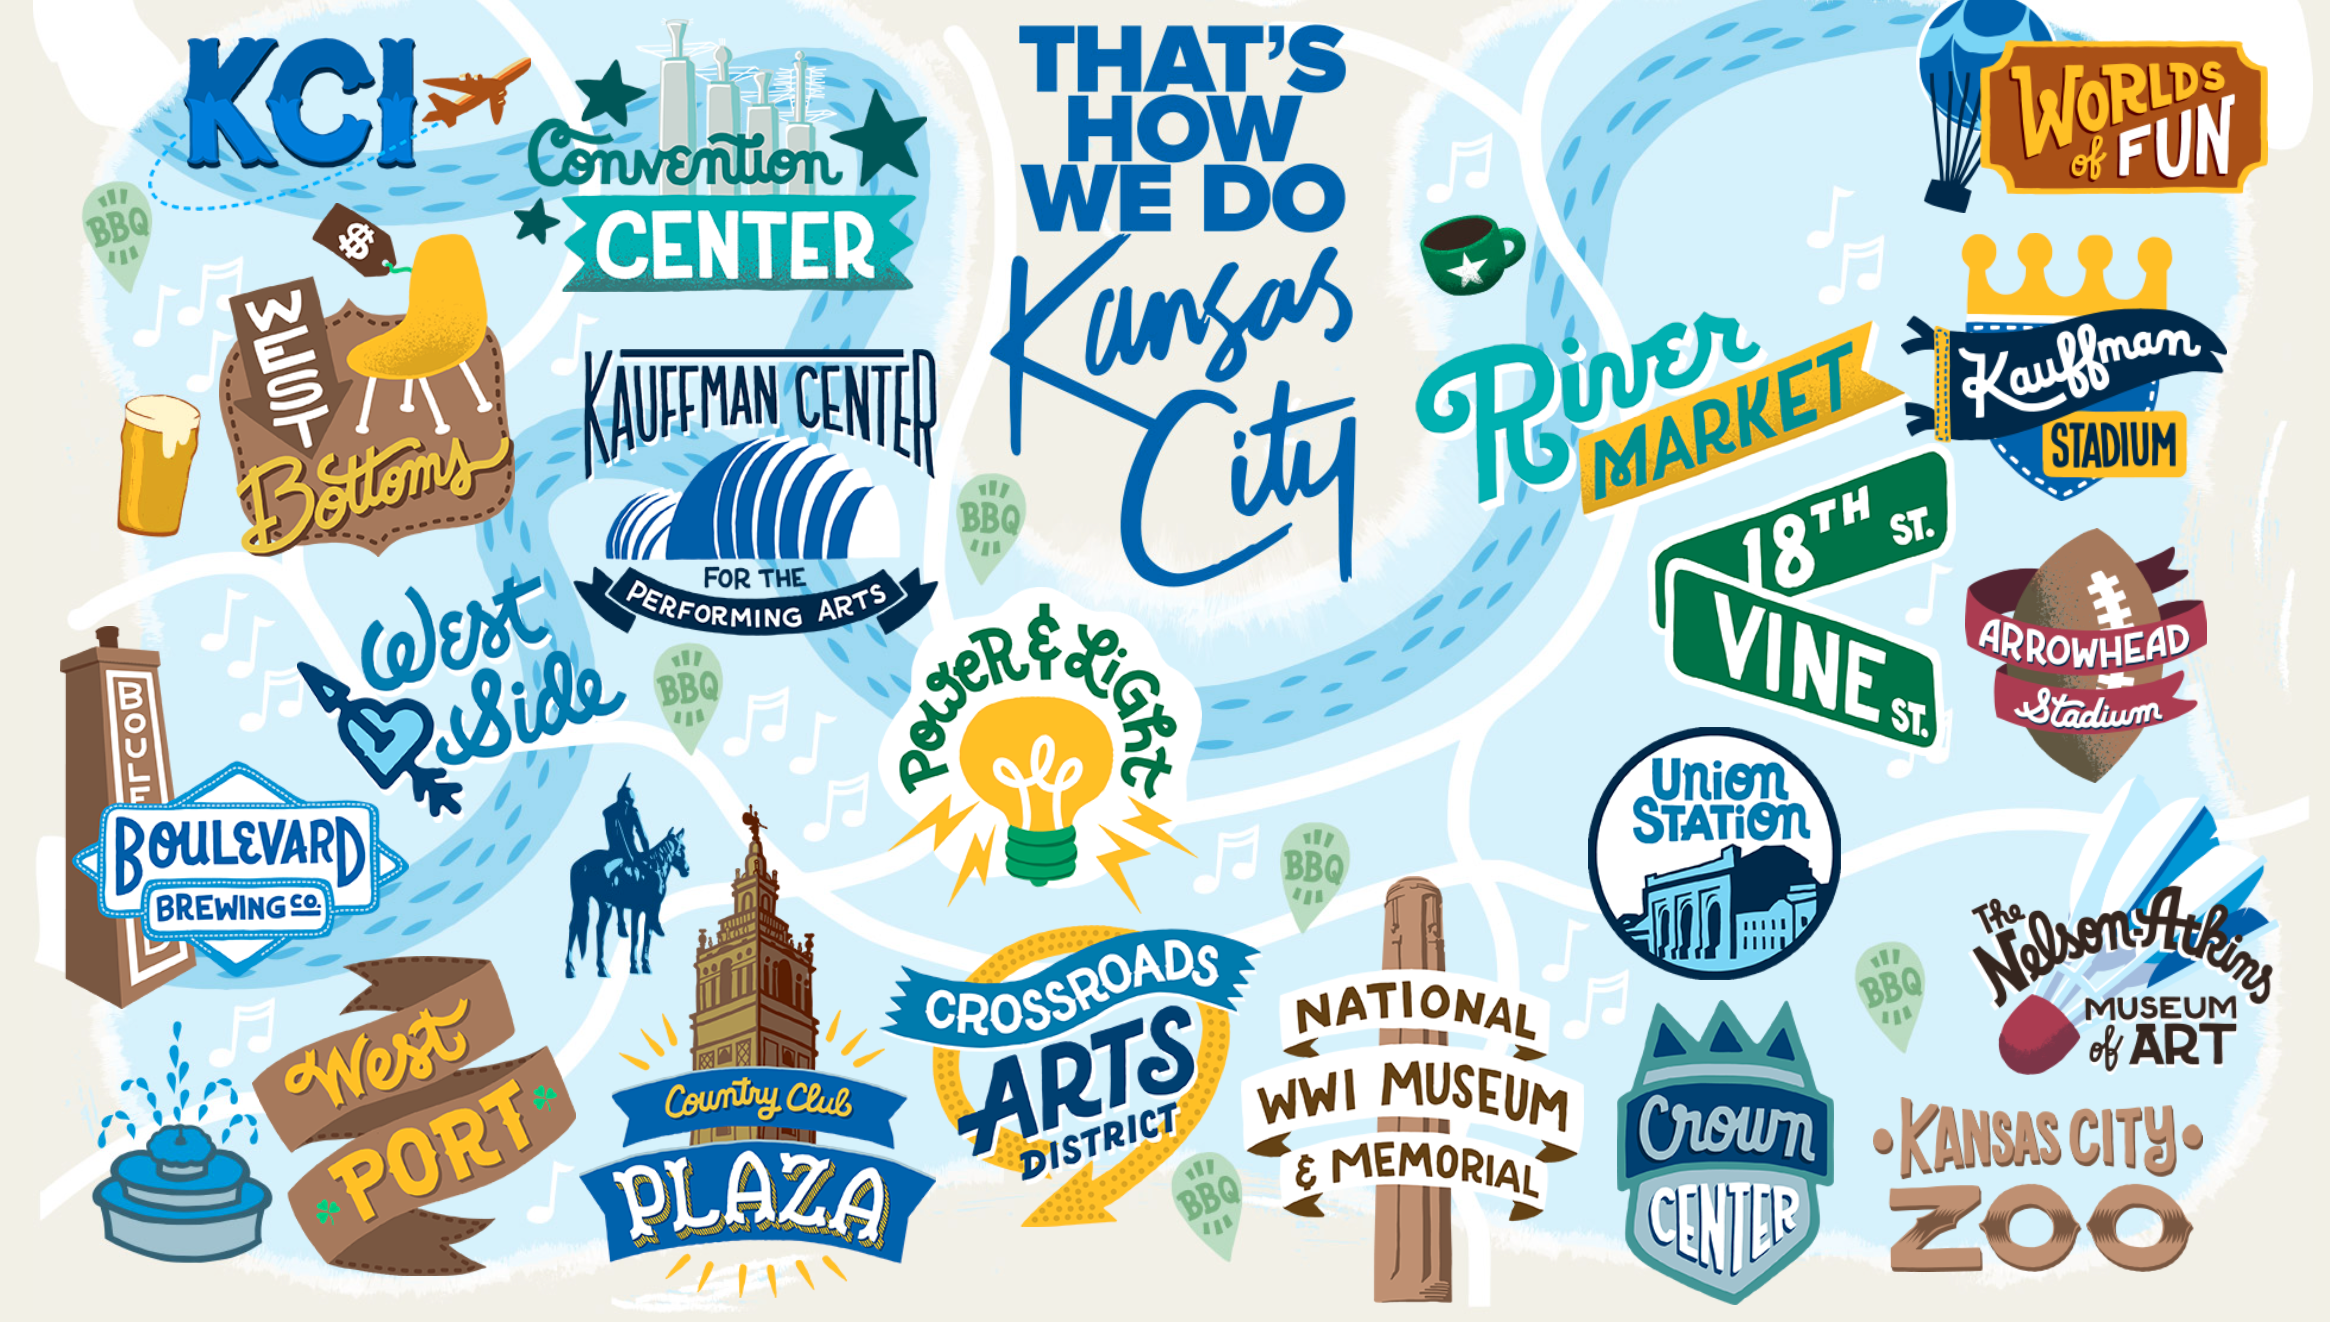 KCI
Convention
CENTER
THAT'S
HOW
WE DO
Kansas
City
WORLDS
of FUN
BBQ
$
WEST
Bottoms
KAUFFMAN CENTER
FOR THE
PERFORMING ARTS
BBQ
River
MARKET
Kauffman
STADIUM
18TH ST.
VINE ST.
ARROWHEAD
Stadium
West
Side
BBQ
POWER & LIGHT
BOULE
D
BOULEVARD
BREWING CO.
Union
STATION
BBQ
The
Nelson-Atkins
MUSEUM
of ART
BBQ
West
PORT
Country Club
PLAZA
CROSSROADS
ARTS
DISTRICT
BBQ
NATIONAL
WWI MUSEUM
& MEMORIAL
Crown
CENTER
•KANSAS CITY•
ZOO